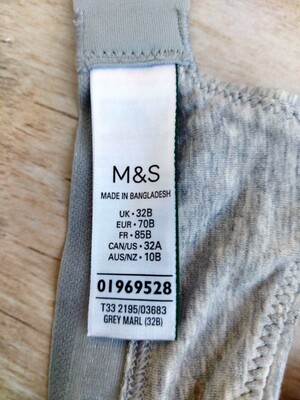 M&S
MADE IN BANGLADESH
UK • 32B
EUR • 70B
FR • 85B
CAN/US • 32A
AUS/NZ • 10B
01969528
T33 2195/03683
GREY MARL (32B)